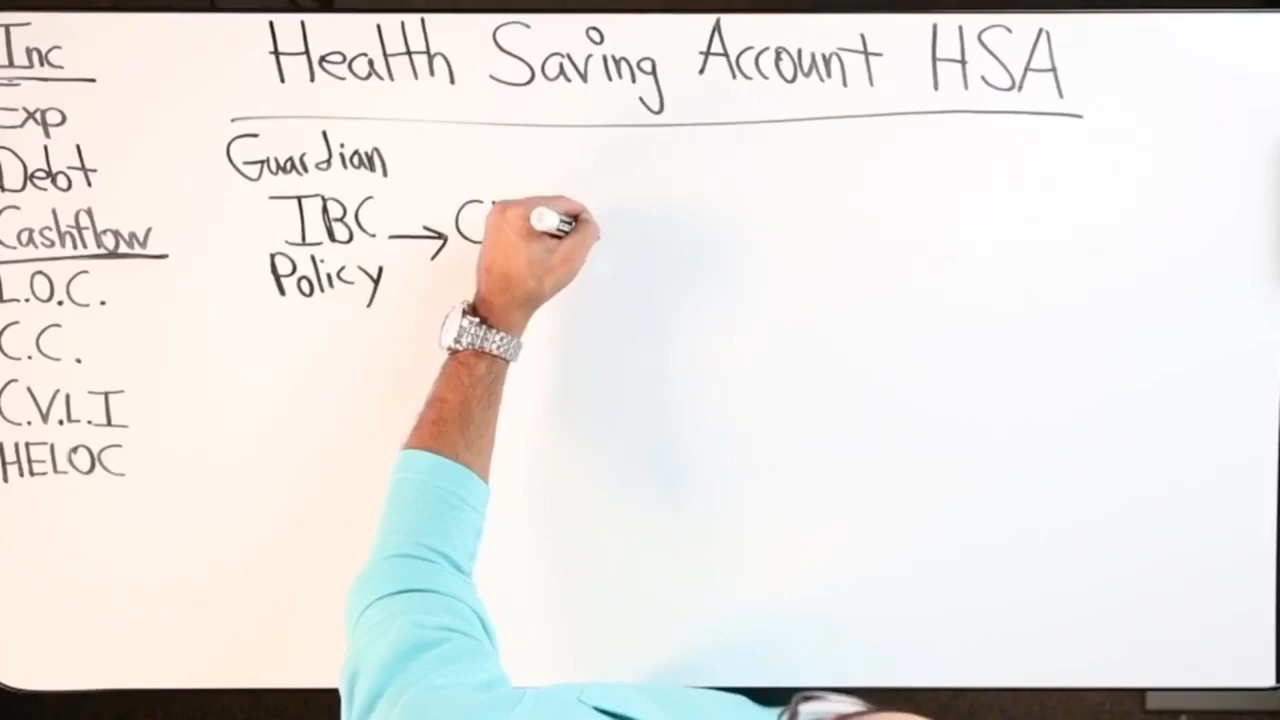 Health Saving Account HSA
Inc
Exp
Debt
Cashflow
L.O.C.
C.C.
C.V.L.I
HELOC
Guardian
IBC → C
Policy